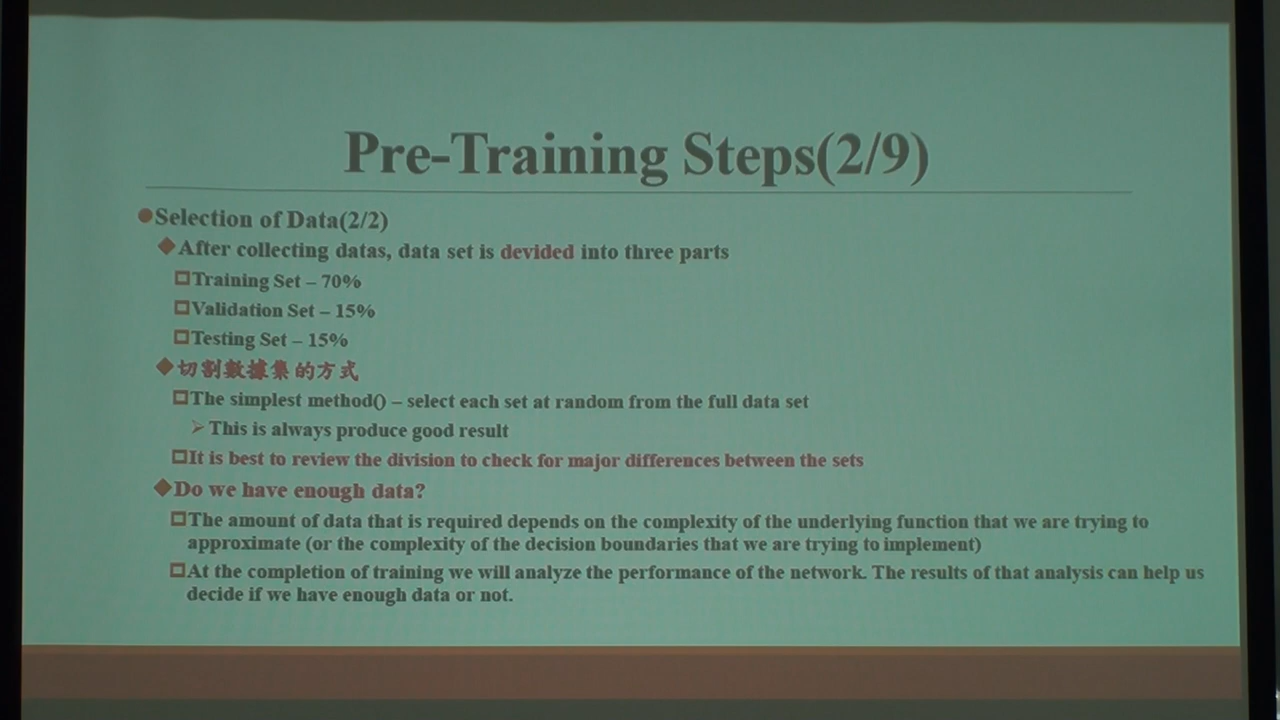 Pre-Training Steps(2/9)
Selection of Data(2/2)
After collecting datas, data set is devided into three parts
Training Set – 70%
Validation Set – 15%
Testing Set – 15%
切割數據集的方式
The simplest method() – select each set at random from the full data set
This is always produce good result
It is best to review the division to check for major differences between the sets
Do we have enough data?
The amount of data that is required depends on the complexity of the underlying function that we are trying to
approximate (or the complexity of the decision boundaries that we are trying to implement)
At the completion of training we will analyze the performance of the network. The results of that analysis can help us
decide if we have enough data or not.